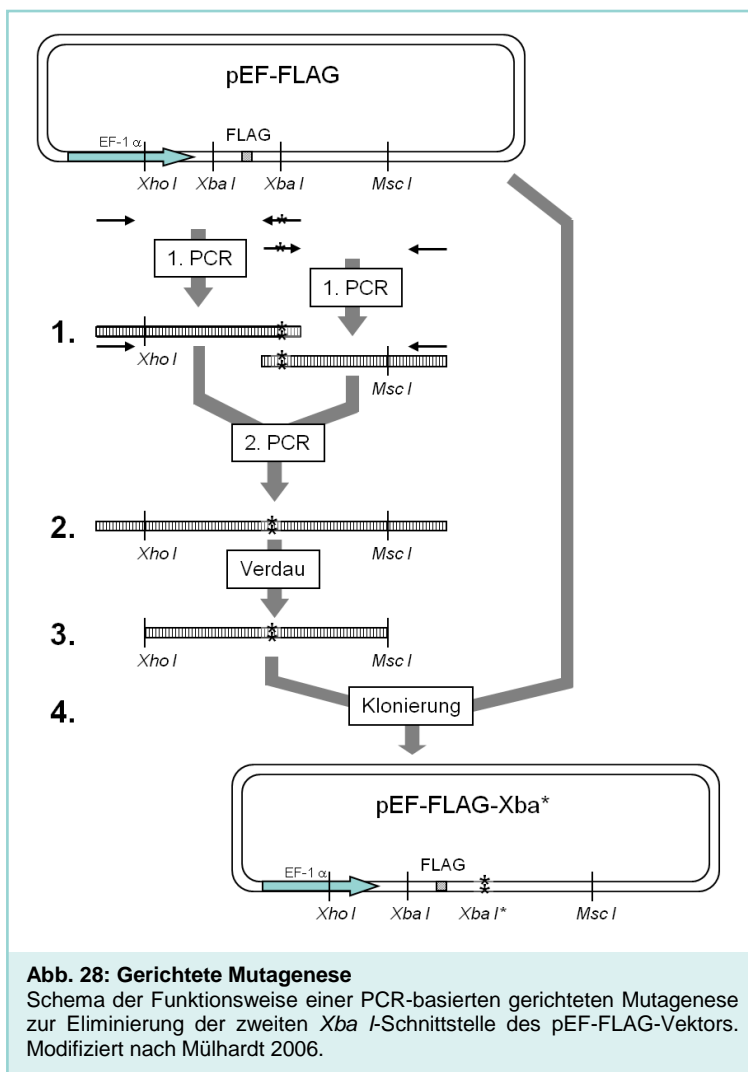 pEF-FLAG
EF-1 α
FLAG
Xho I
Xba I
Xba I
Msc I
*
*
1. PCR
1. PCR
1.
*
*
Xho I
*
*
Msc I
2. PCR
2.
*
*
Xho I
Msc I
Verdau
3.
*
*
Xho I
Msc I
4.
Klonierung
pEF-FLAG-Xba*
EF-1 α
FLAG
*
*
Xho I
Xba I
Xba I*
Msc I
Abb. 28: Gerichtete Mutagenese
Schema der Funktionsweise einer PCR-basierten gerichteten Mutagenese
zur Eliminierung der zweiten Xba I-Schnittstelle des pEF-FLAG-Vektors.
Modifiziert nach Mülhardt 2006.